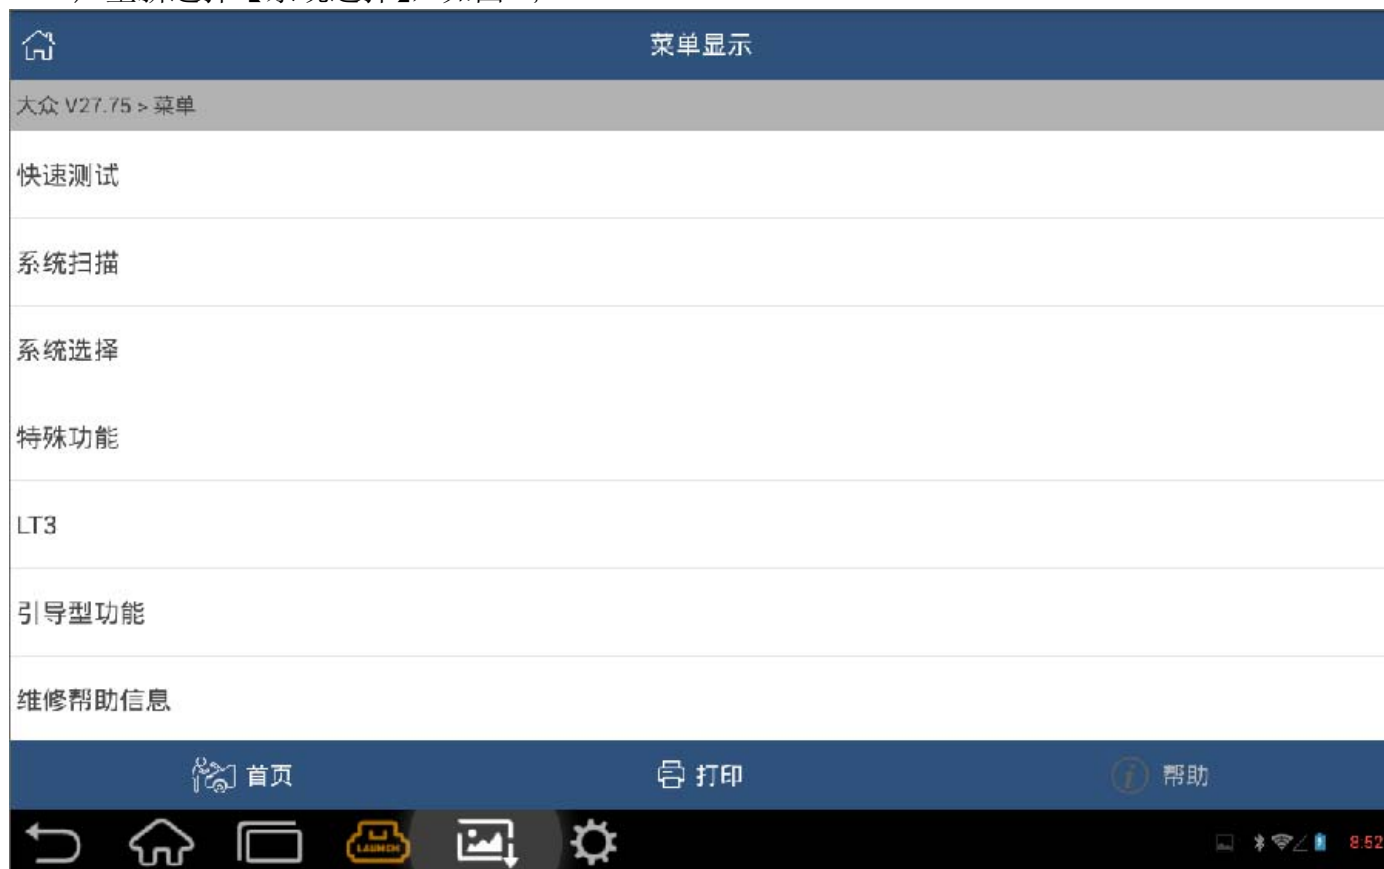 菜单显示
大众 V27.75 > 菜单
快速测试
系统扫描
系统选择
特殊功能
LT3
引导型功能
维修帮助信息
首页 打印 帮助
LAUNCH 8:52